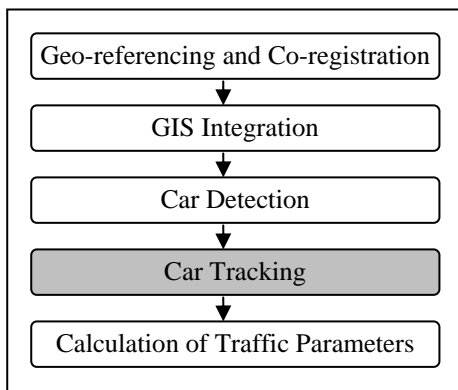 Geo-referencing and Co-registration
GIS Integration
Car Detection
Car Tracking
Calculation of Traffic Parameters